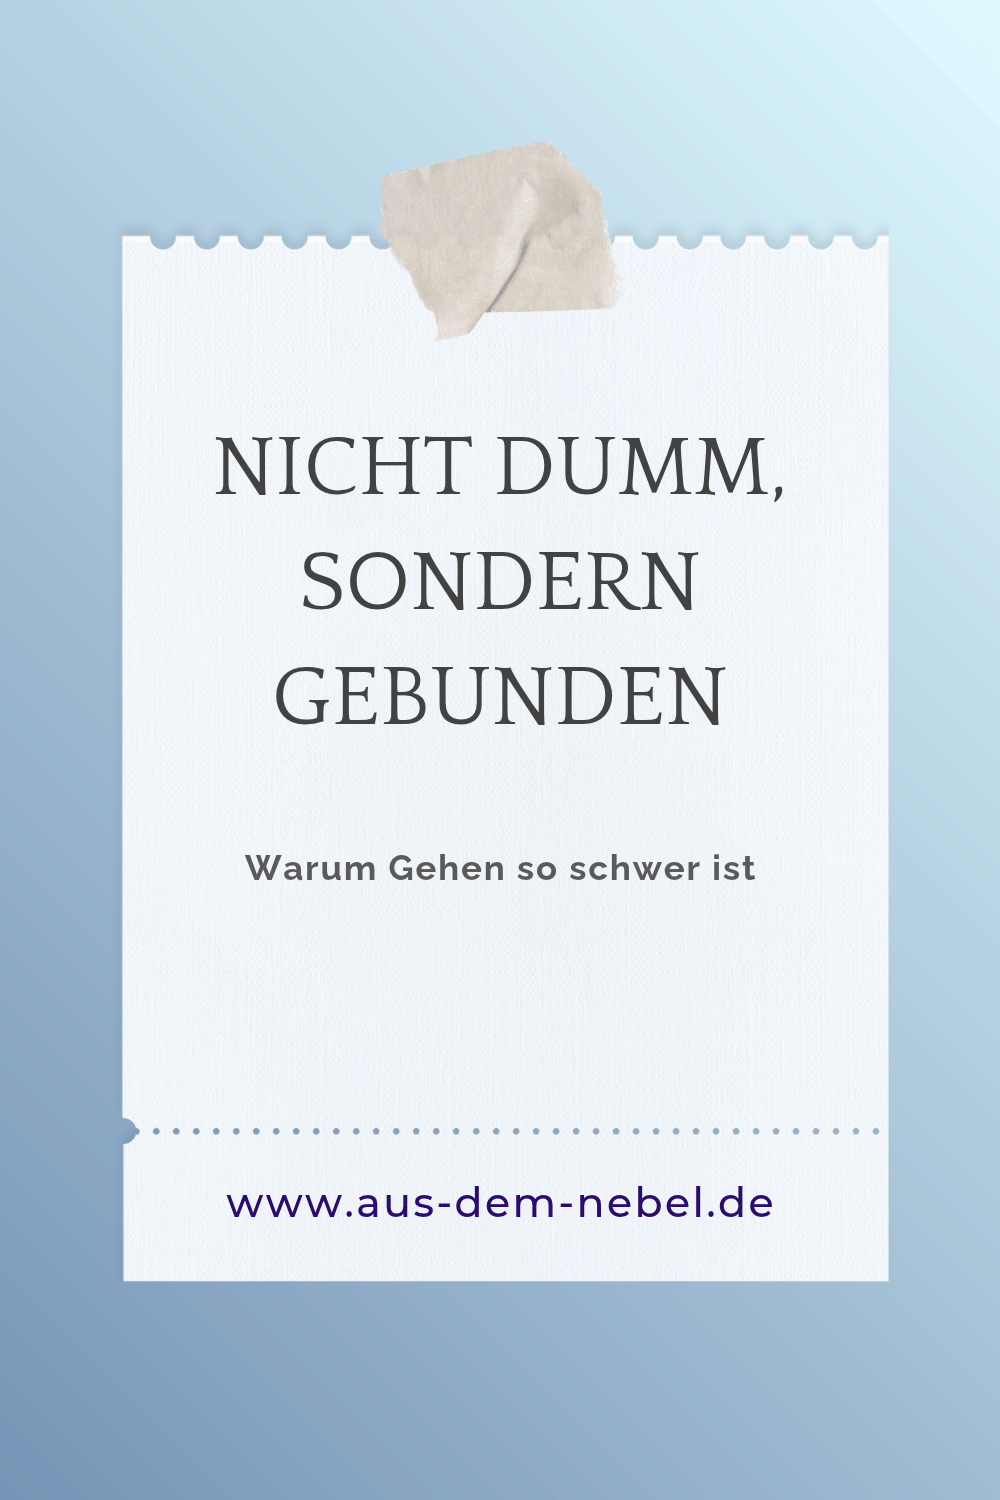 NICHT DUMM,
SONDERN
GEBUNDEN
Warum Gehen so schwer ist
www.aus-dem-nebel.de